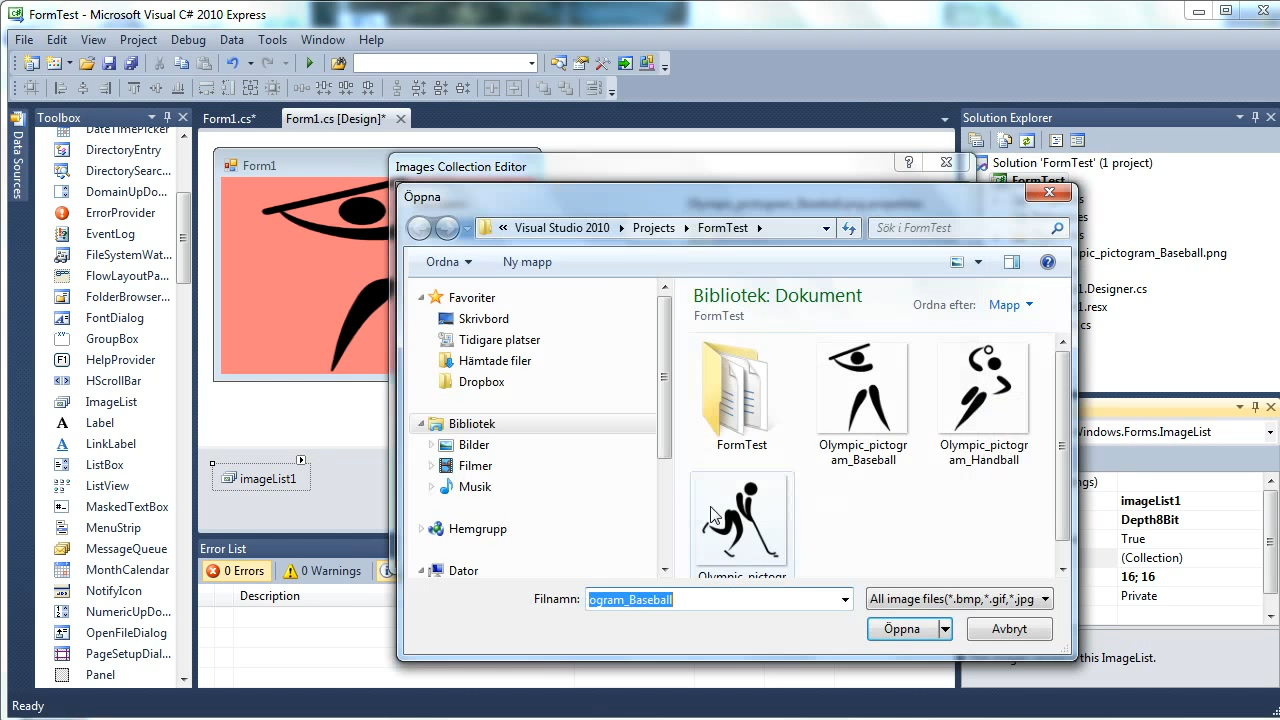 FormTest - Microsoft Visual C# 2010 Express
File Edit View Project Debug Data Tools Window Help
Toolbox
Form1.cs*
Form1.cs [Design]*
Solution Explorer
Data Sources
DateTimePicker
DirectoryEntry
DirectorySearc...
DomainUpDo...
ErrorProvider
EventLog
FileSystemWat...
FlowLayoutPa...
FolderBrowser...
FontDialog
GroupBox
HelpProvider
HScrollBar
ImageList
Label
LinkLabel
ListBox
ListView
MaskedTextBox
MenuStrip
MessageQueue
MonthCalendar
NotifyIcon
NumericUpDo...
OpenFileDialog
PageSetupDial...
Panel
Form1
imageList1
Images Collection Editor
Öppna
« Visual Studio 2010 Projects FormTest
Sök i FormTest
Ordna
Ny mapp
Favoriter
Skrivbord
Tidigare platser
Hämtade filer
Dropbox
Bibliotek
Bilder
Filmer
Musik
Hemgrupp
Dator
Bibliotek: Dokument
FormTest
Ordna efter: Mapp
FormTest
Olympic_pictogr
am_Baseball
Olympic_pictogr
am_Handball
Olympic_pictogr
Filnamn:
ogram_Baseball
All image files(*.bmp,*.gif,*.jpg
Öppna
Avbryt
Solution 'FormTest' (1 project)
FormTest
pic_pictogram_Baseball.png
1.Designer.cs
1.resx
cs
Vindows.Forms.ImageList
ngs)
imageList1
Depth8Bit
True
(Collection)
16; 16
Private
this ImageList.
Error List
0 Errors
0 Warnings
Description
Ready